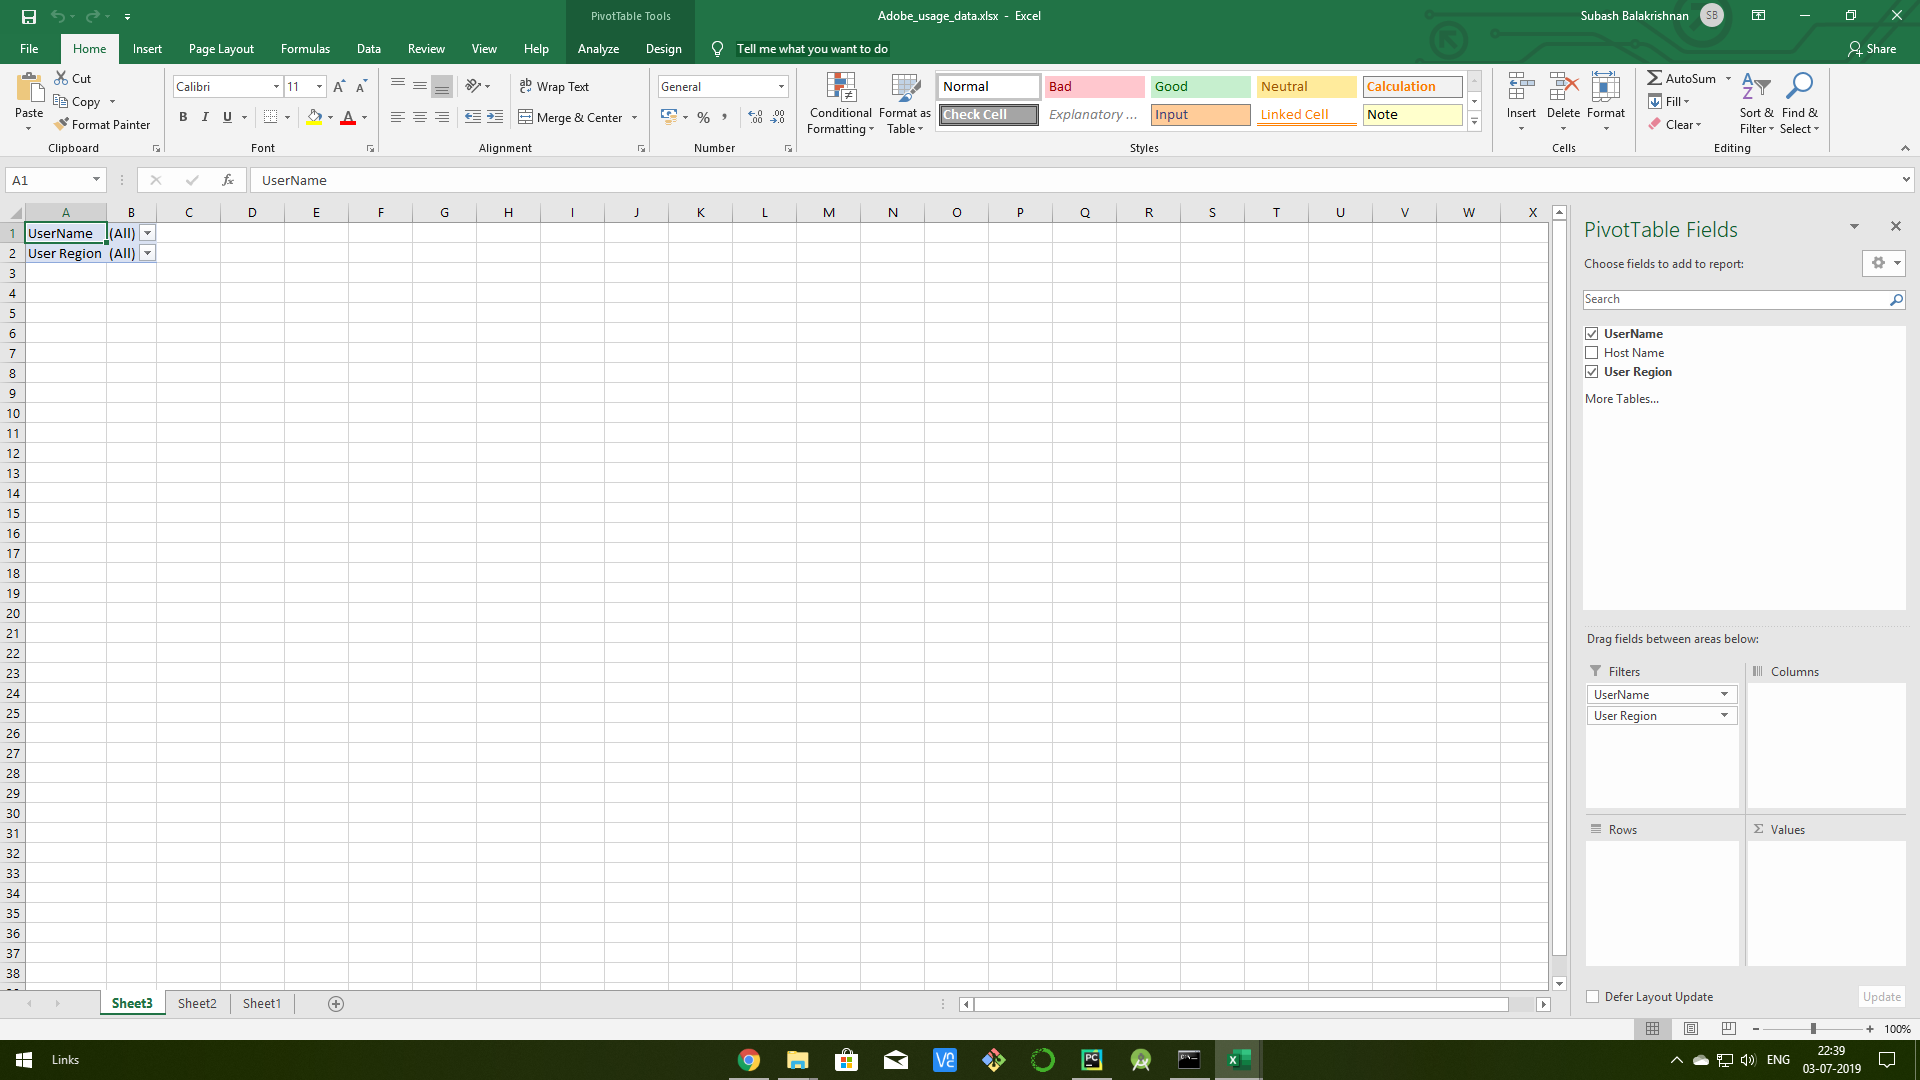 PivotTable Tools
Adobe_usage_data.xlsx - Excel
Subash Balakrishnan
SB
File
Home
Insert
Page Layout
Formulas
Data
Review
View
Help
Analyze
Design
Tell me what you want to do
Share
Paste
Cut
Copy
Format Painter
Clipboard
Calibri
11
A
A
B
I
U
A
Font
Wrap Text
Merge & Center
Alignment
General
%
,
Number
Conditional
Formatting
Format as
Table
Normal
Bad
Good
Neutral
Calculation
Check Cell
Explanatory ...
Input
Linked Cell
Note
Styles
Insert
Delete
Format
Cells
AutoSum
Fill
Clear
Sort &
Filter
Find &
Select
Editing
A1
fx
UserName
A B C D E F G H I J K L M N O P Q R S T U V W X
1 UserName (All)
2 User Region (All)
3
4
5
6
7
8
9
10
11
12
13
14
15
16
17
18
19
20
21
22
23
24
25
26
27
28
29
30
31
32
33
34
35
36
37
38
PivotTable Fields
Choose fields to add to report:
Search
UserName
Host Name
User Region
More Tables...
Drag fields between areas below:
Filters
Columns
UserName
User Region
Rows
Values
Defer Layout Update
Update
Sheet3
Sheet2
Sheet1
100%
Links
PC
ENG
22:39
03-07-2019